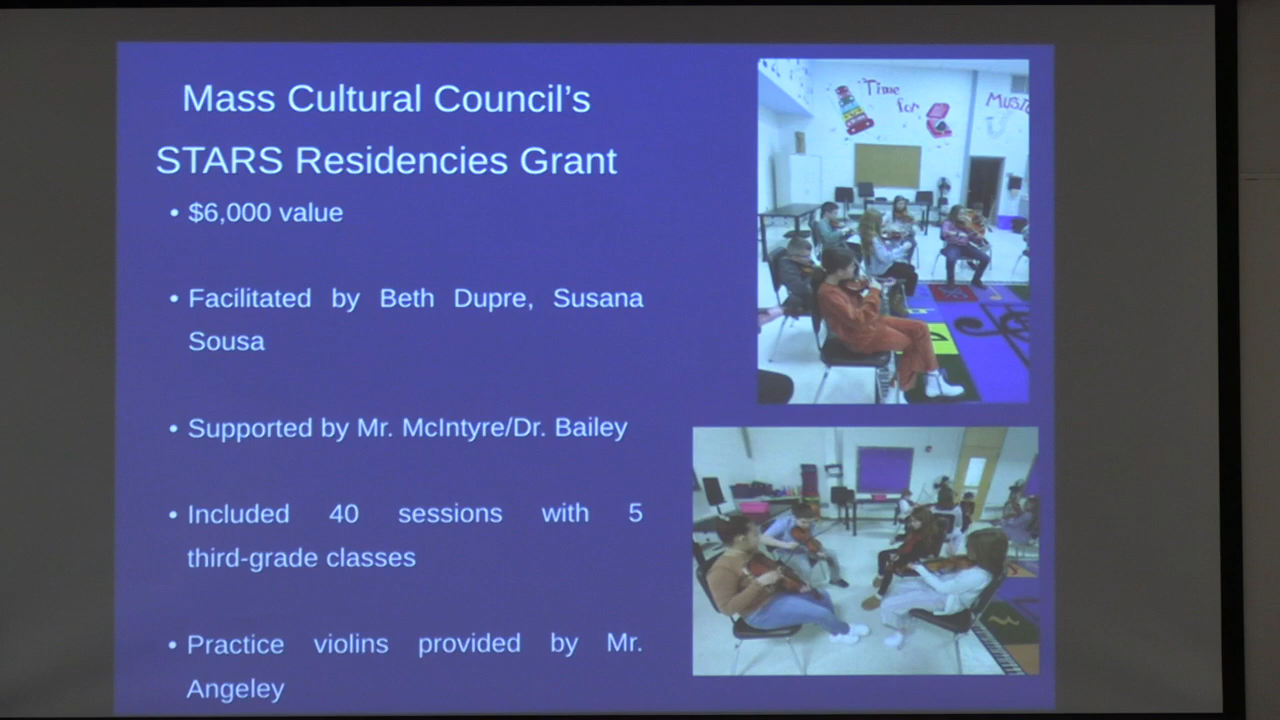 Mass Cultural Council's
STARS Residencies Grant
• $6,000 value
• Facilitated by Beth Dupre, Susana
Sousa
• Supported by Mr. McIntyre/Dr. Bailey
• Included 40 sessions with 5
third-grade classes
• Practice violins provided by Mr.
Angeley
Time
for
Music